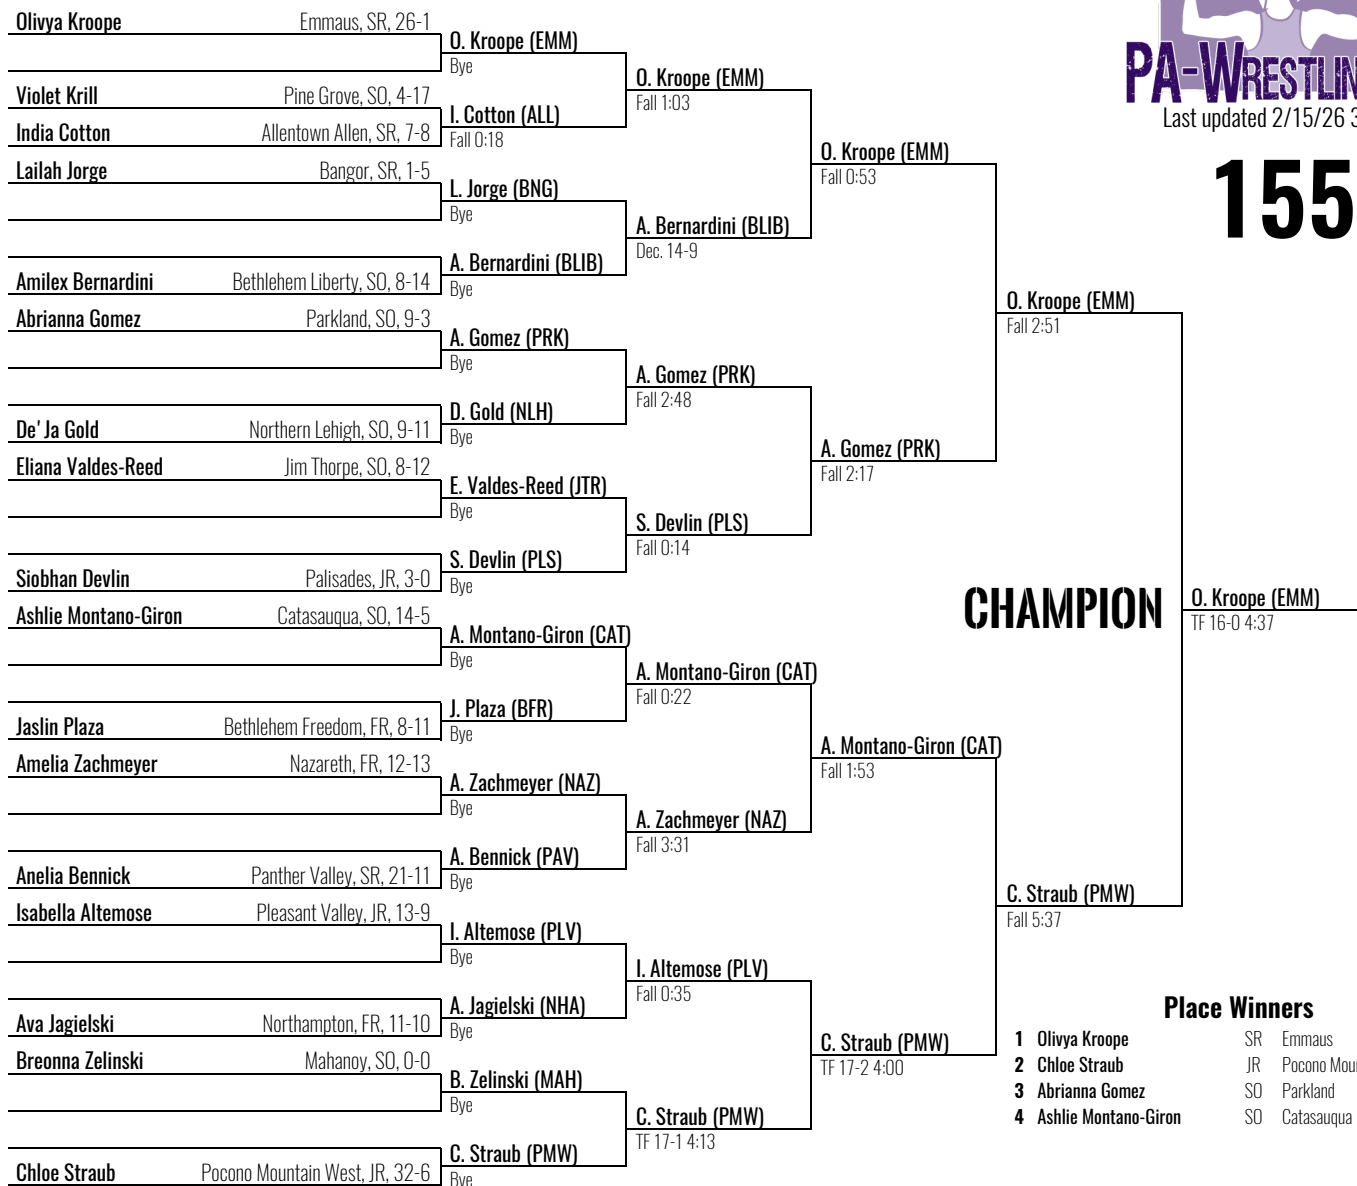 Olivya Kroope Emmaus, SR, 26-1
O. Kroope (EMM)
Bye
Violet Krill Pine Grove, SO, 4-17
India Cotton Allentown Allen, SR, 7-8
I. Cotton (ALL)
Fall 0:18
Lailah Jorge Bangor, SR, 1-5
L. Jorge (BNG)
Bye
Amilex Bernardini Bethlehem Liberty, SO, 8-14
A. Bernardini (BLIB)
Bye
Abrianna Gomez Parkland, SO, 9-3
A. Gomez (PRK)
Bye
De'Ja Gold Northern Lehigh, SO, 9-11
D. Gold (NLH)
Bye
Eliana Valdes-Reed Jim Thorpe, SO, 8-12
E. Valdes-Reed (JTR)
Bye
Siobhan Devlin Palisades, JR, 3-0
S. Devlin (PLS)
Bye
Ashlie Montano-Giron Catasauqua, SO, 14-5
A. Montano-Giron (CAT)
Bye
Jaslin Plaza Bethlehem Freedom, FR, 8-11
J. Plaza (BFR)
Bye
Amelia Zachmeyer Nazareth, FR, 12-13
A. Zachmeyer (NAZ)
Bye
Anelia Bennick Panther Valley, SR, 21-11
A. Bennick (PAV)
Bye
Isabella Altemose Pleasant Valley, JR, 13-9
I. Altemose (PLV)
Bye
Ava Jagielski Northampton, FR, 11-10
A. Jagielski (NHA)
Bye
Breonna Zelinski Mahanoy, SO, 0-0
B. Zelinski (MAH)
Bye
Chloe Straub Pocono Mountain West, JR, 32-6
C. Straub (PMW)
Bye
O. Kroope (EMM)
Fall 1:03
A. Bernardini (BLIB)
Dec. 14-9
A. Gomez (PRK)
Fall 2:48
S. Devlin (PLS)
Fall 0:14
A. Montano-Giron (CAT)
Fall 0:22
A. Zachmeyer (NAZ)
Fall 3:31
I. Altemose (PLV)
Fall 0:35
C. Straub (PMW)
TF 17-1 4:13
O. Kroope (EMM)
Fall 0:53
A. Gomez (PRK)
Fall 2:17
A. Montano-Giron (CAT)
Fall 1:53
C. Straub (PMW)
TF 17-2 4:00
O. Kroope (EMM)
Fall 2:51
C. Straub (PMW)
Fall 5:37
CHAMPION
O. Kroope (EMM)
TF 16-0 4:37
PA-WRESTLIN
Last updated 2/15/26 3
155
Place Winners
1 Olivya Kroope SR Emmaus
2 Chloe Straub JR Pocono Mou
3 Abrianna Gomez SO Parkland
4 Ashlie Montano-Giron SO Catasauqua